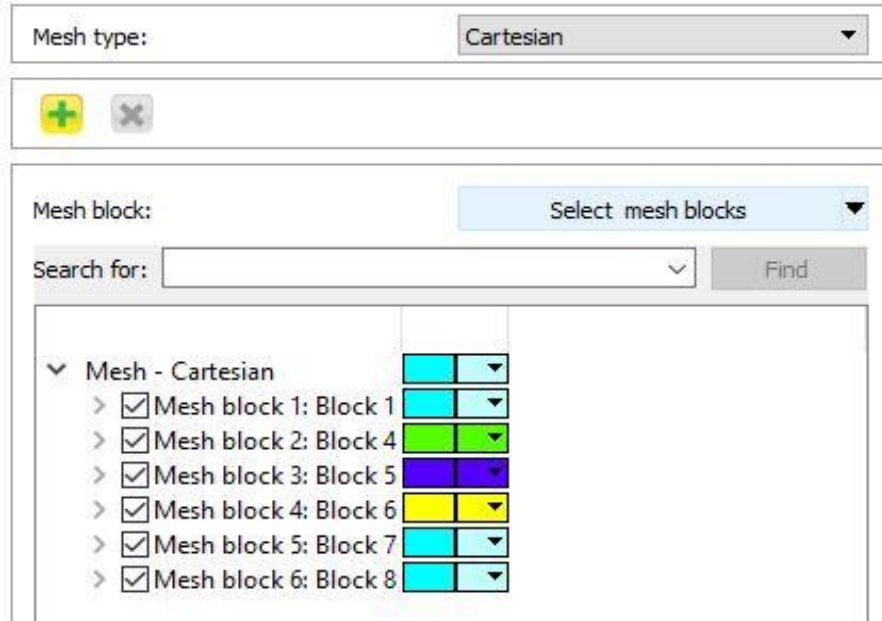 Mesh type: Cartesian
Mesh block: Select mesh blocks
Search for: Find
Mesh - Cartesian
Mesh block 1: Block 1
Mesh block 2: Block 4
Mesh block 3: Block 5
Mesh block 4: Block 6
Mesh block 5: Block 7
Mesh block 6: Block 8